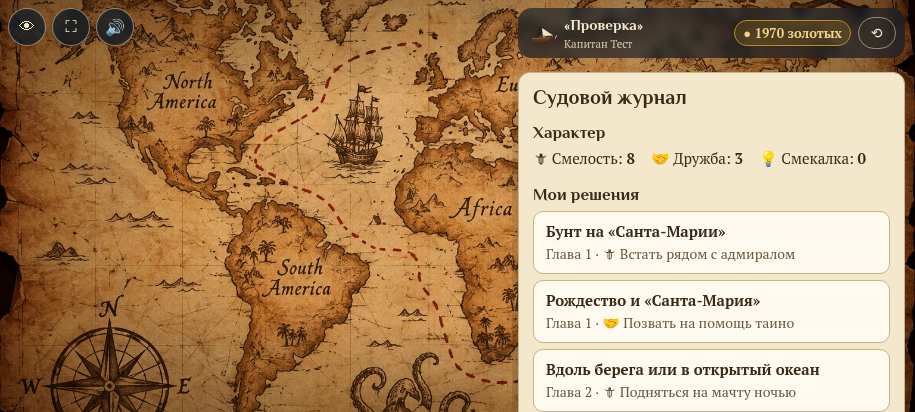 «Проверка»
Капитан Тест
1970 золотых
Судовой журнал
Характер
Смелость: 8 Дружба: 3 Смекалка: 0
Мои решения
Бунт на «Санта-Марии»
Глава 1 · Встать рядом с адмиралом
Рождество и «Санта-Мария»
Глава 1 · Позвать на помощь таино
Вдоль берега или в открытый океан
Глава 2 · Подняться на мачту ночью
North
America
Eu
Africa
South
America
N
W
E